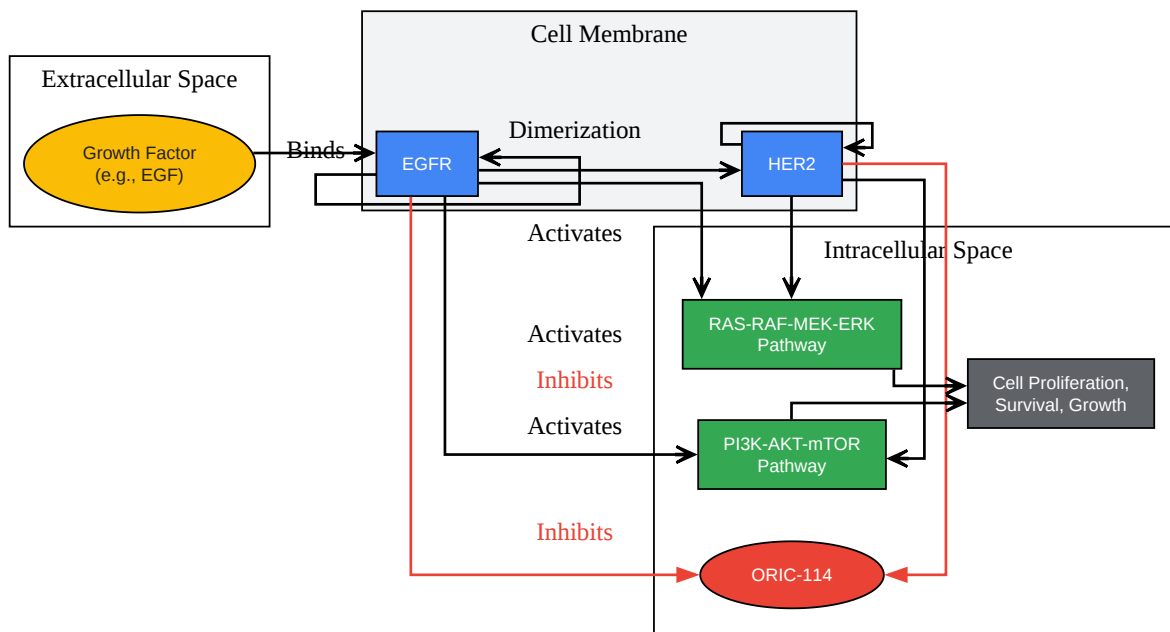 Cell Membrane
Extracellular Space
Growth Factor
(e.g., EGF)
Binds
EGFR
Dimerization
HER2
Activates
Intracellular Space
RAS-RAF-MEK-ERK
Pathway
Activates
Inhibits
Cell Proliferation,
Survival, Growth
Activates
PI3K-AKT-mTOR
Pathway
Inhibits
ORIC-114